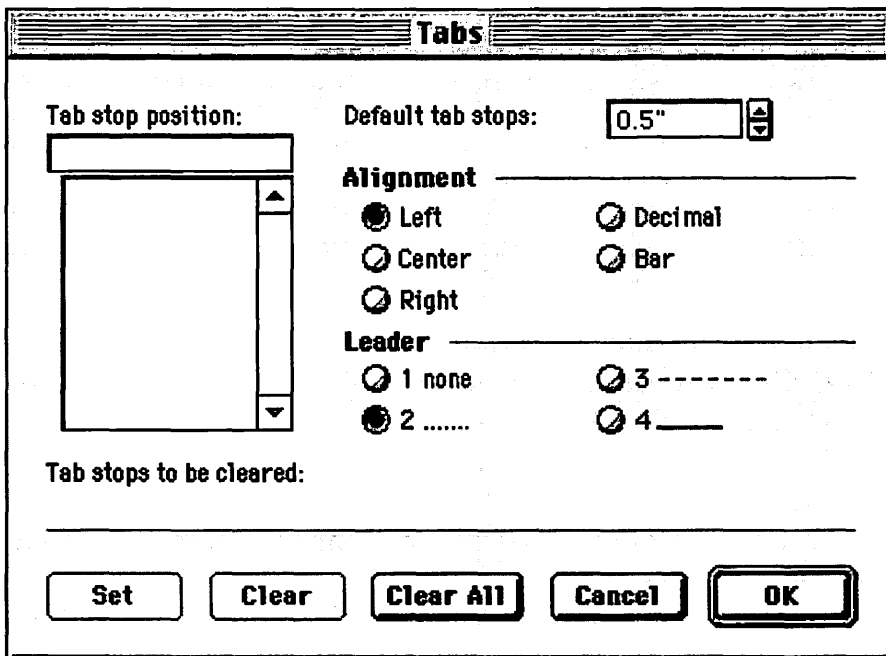 Tabs
Tab stop position:
Default tab stops: 0.5"
Alignment
Left
Decimal
Center
Bar
Right
Leader
1 none
3 -------
2 .......
4 ____
Tab stops to be cleared:
Set
Clear
Clear All
Cancel
OK